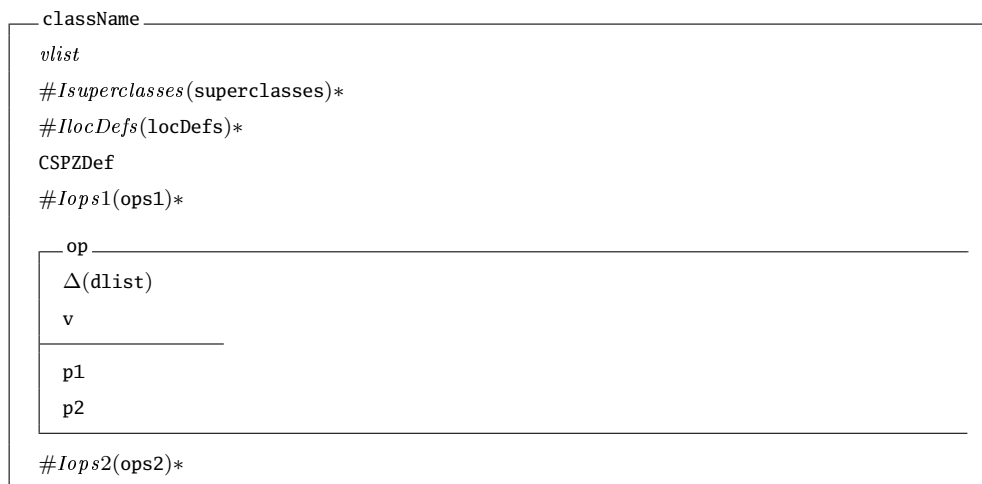 className
vlist
#Isuperclasses(superclasses)*
#IlocDefs(locDefs)*
CSPZDef
#Iops1(ops1)*
op
Δ(dlist)
v
p1
p2
#Iops2(ops2)*